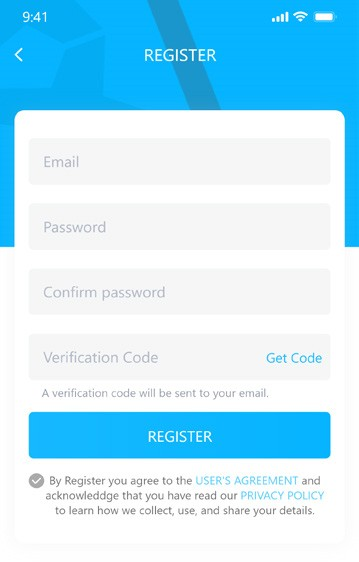 9:41
REGISTER
Email
Password
Confirm password
Verification Code Get Code
A verification code will be sent to your email.
REGISTER
By Register you agree to the USER'S AGREEMENT and
acknowleddge that you have read our PRIVACY POLICY
to learn how we collect, use, and share your details.